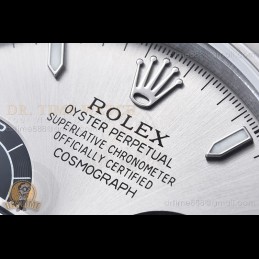 ROLEX
OYSTER PERPETUAL
SUPERLATIVE CHRONOMETER
OFFICIALLY CERTIFIED
COSMOGRAPH